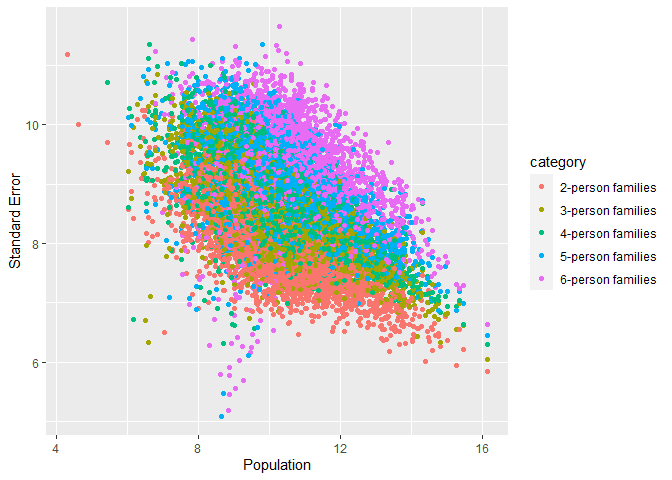 10
8
6
4
8
12
16
Population
Standard Error
category
2-person families
3-person families
4-person families
5-person families
6-person families